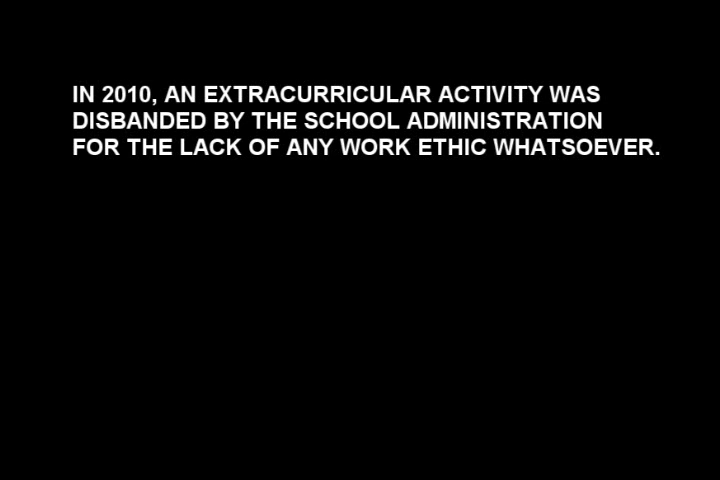 IN 2010, AN EXTRACURRICULAR ACTIVITY WAS
DISBANDED BY THE SCHOOL ADMINISTRATION
FOR THE LACK OF ANY WORK ETHIC WHATSOEVER.